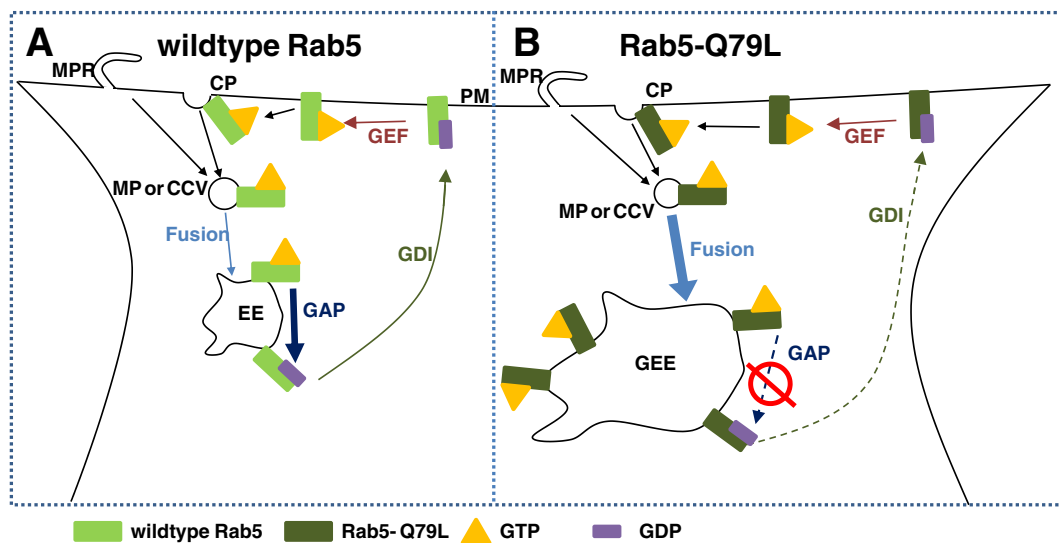 A
wildtype Rab5
MPR
CP
PM
GEF
MP or CCV
Fusion
GDI
EE
GAP
B
Rab5-Q79L
MPR
CP
GEF
MP or CCV
Fusion
GDI
GEE
GAP
wildtype Rab5
Rab5- Q79L
GTP
GDP